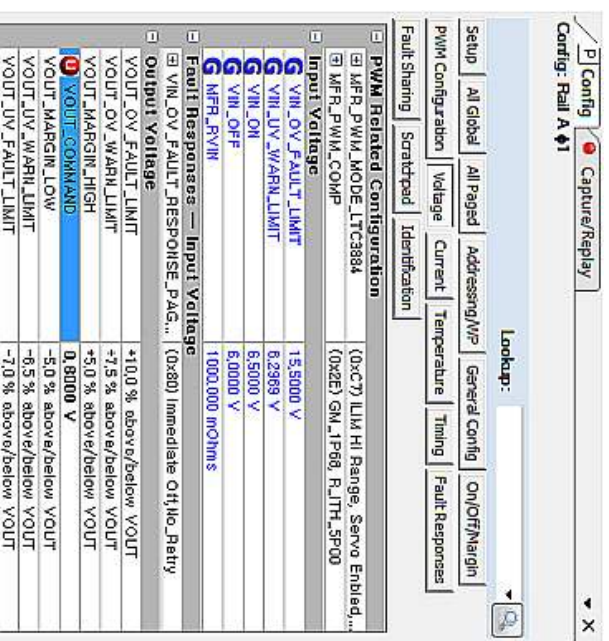 P Config Capture/Replay
Config: Rail A ϕ1
Lookup:
Setup All Global All Paged Addressing/WP General Config On/Off/Margin
PWM Configuration Voltage Current Temperature Timing Fault Responses
Fault Sharing Scratchpad Identification
PWM Related Configuration
MFR_PWM_MODE_LTC3884 (0xC7) ILIM HI Range, Servo Enbled,...
MFR_PWM_COMP (0x2E) GM_1P68, R_ITH_5P00
Input Voltage
G VIN_OV_FAULT_LIMIT 15,5000 V
G VIN_UV_WARN_LIMIT 6,2969 V
G VIN_ON 6,5000 V
G VIN_OFF 6,0000 V
G MFR_RVIN 1000,000 mOhms
Fault Responses — Input Voltage
VIN_OV_FAULT_RESPONSE_PAG... (0x80) Immediate Off,No_Retry
Output Voltage
VOUT_OV_FAULT_LIMIT +10,0 % above/below VOUT
VOUT_OV_WARN_LIMIT +7,5 % above/below VOUT
VOUT_MARGIN_HIGH +5,0 % above/below VOUT
U VOUT_COMMAND 0,8000 V
VOUT_MARGIN_LOW -5,0 % above/below VOUT
VOUT_UV_WARN_LIMIT -6,5 % above/below VOUT
VOUT_UV_FAULT_LIMIT -7,0 % above/below VOUT